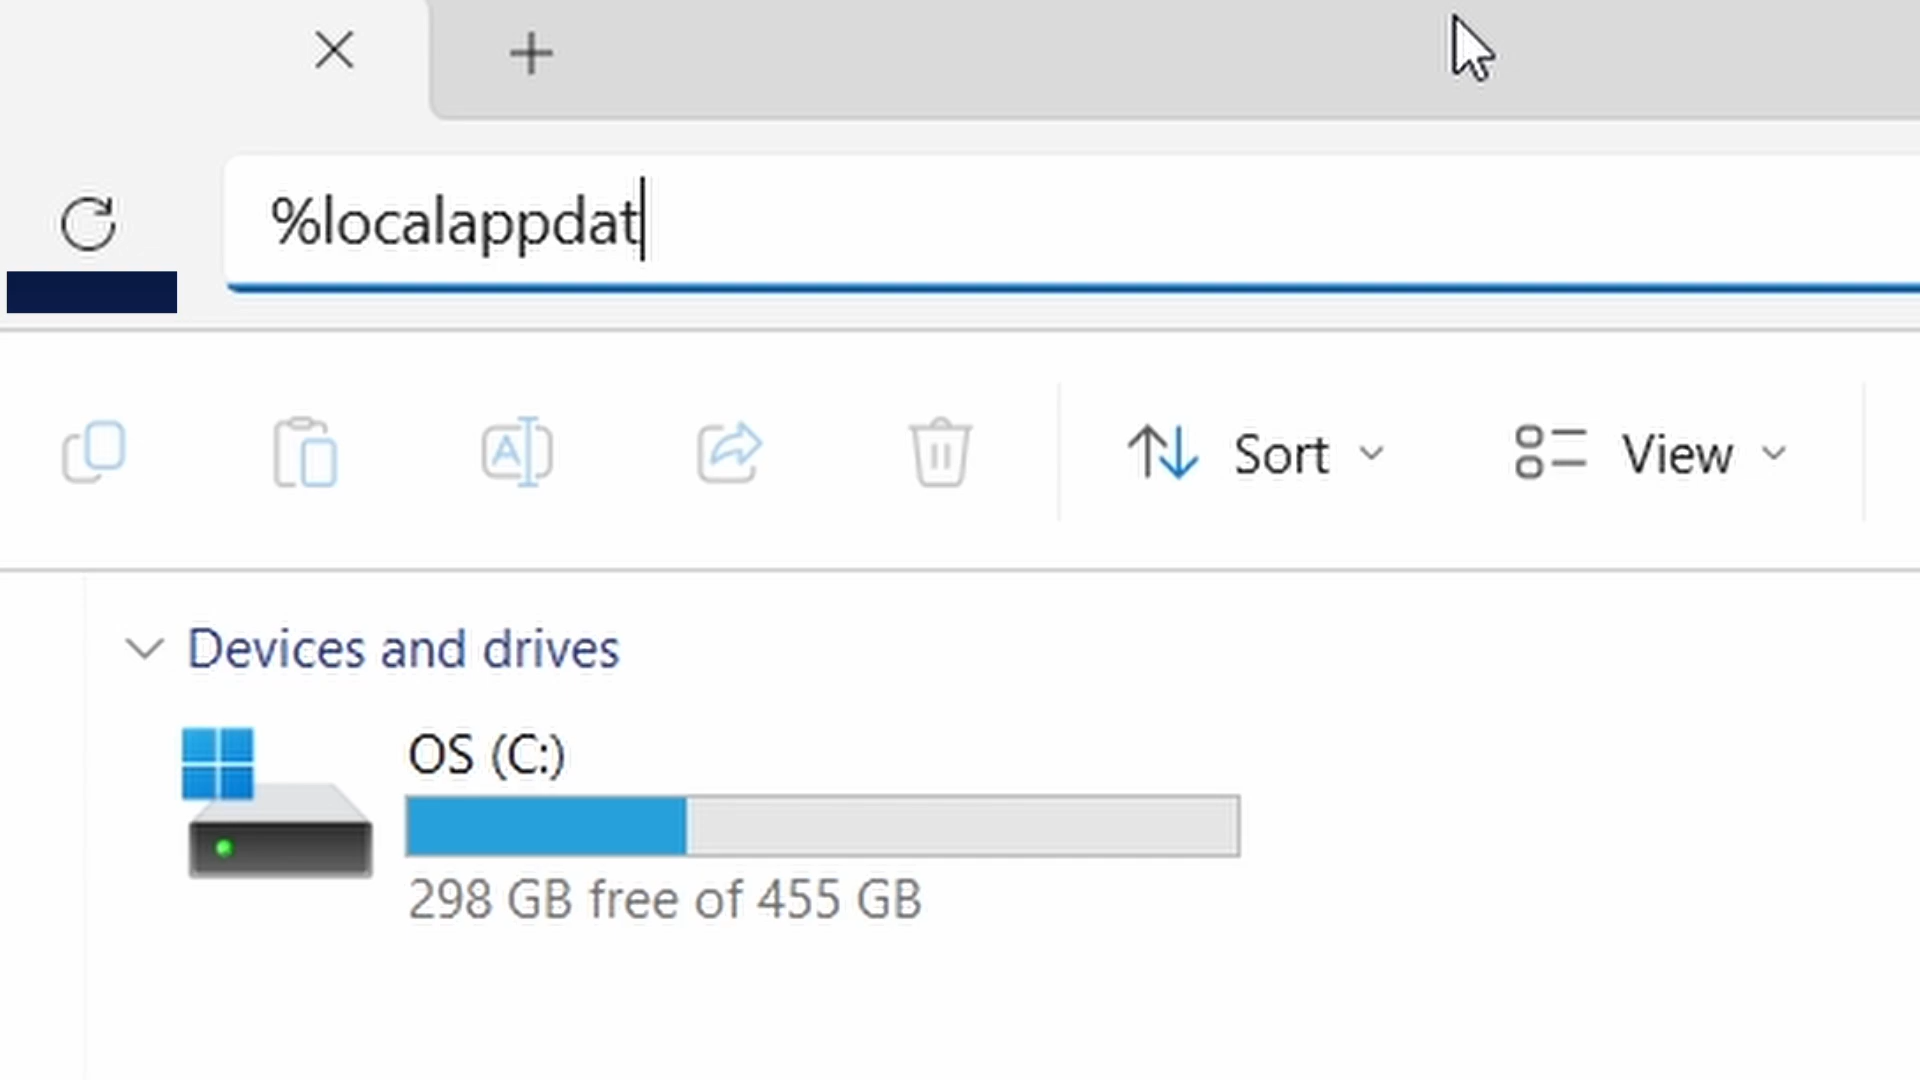 %localappdat
Sort
View
Devices and drives
OS (C:)
298 GB free of 455 GB